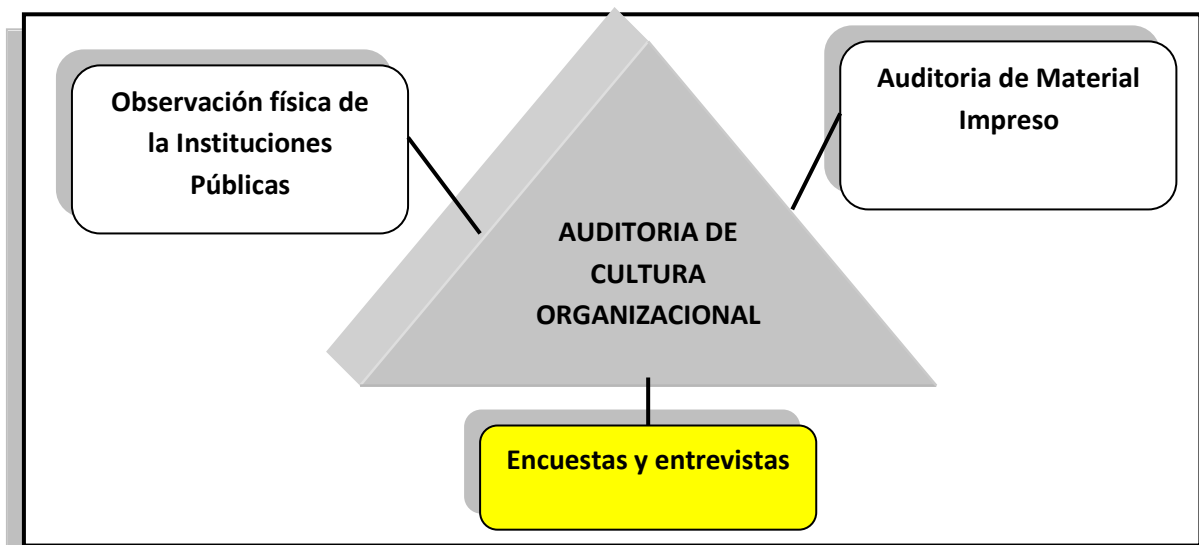 Observación física de
la Instituciones
Públicas
Auditoria de Material
Impreso
AUDITORIA DE
CULTURA
ORGANIZACIONAL
Encuestas y entrevistas